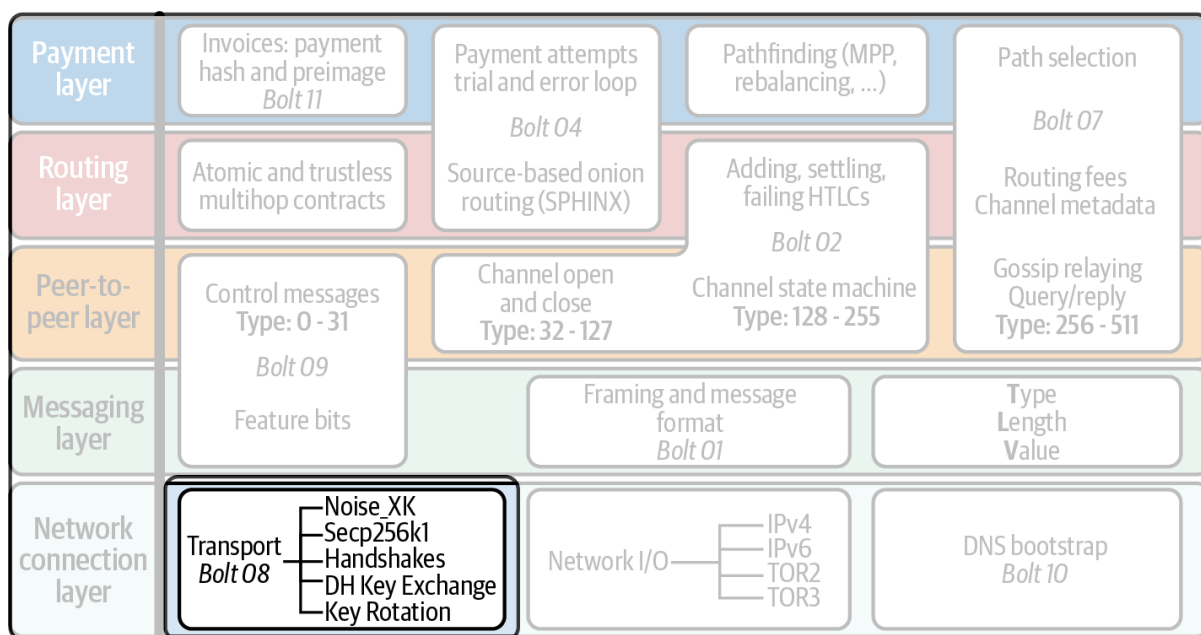 Payment
layer
Invoices: payment
hash and preimage
Bolt 11
Payment attempts
trial and error loop
Bolt 04
Source-based onion
routing (SPHINX)
Pathfinding (MPP,
rebalancing, ...)
Path selection
Bolt 07
Routing fees
Channel metadata
Gossip relaying
Query/reply
Type: 256 - 511
Routing
layer
Atomic and trustless
multihop contracts
Adding, settling,
failing HTLCs
Bolt 02
Channel state machine
Type: 128 - 255
Peer-to-
peer layer
Control messages
Type: 0 - 31
Bolt 09
Feature bits
Channel open
and close
Type: 32 - 127
Messaging
layer
Framing and message
format
Bolt 01
Type
Length
Value
Network
connection
layer
Transport
Bolt 08
Noise_XK
Secp256k1
Handshakes
DH Key Exchange
Key Rotation
Network I/O
IPv4
IPv6
TOR2
TOR3
DNS bootstrap
Bolt 10